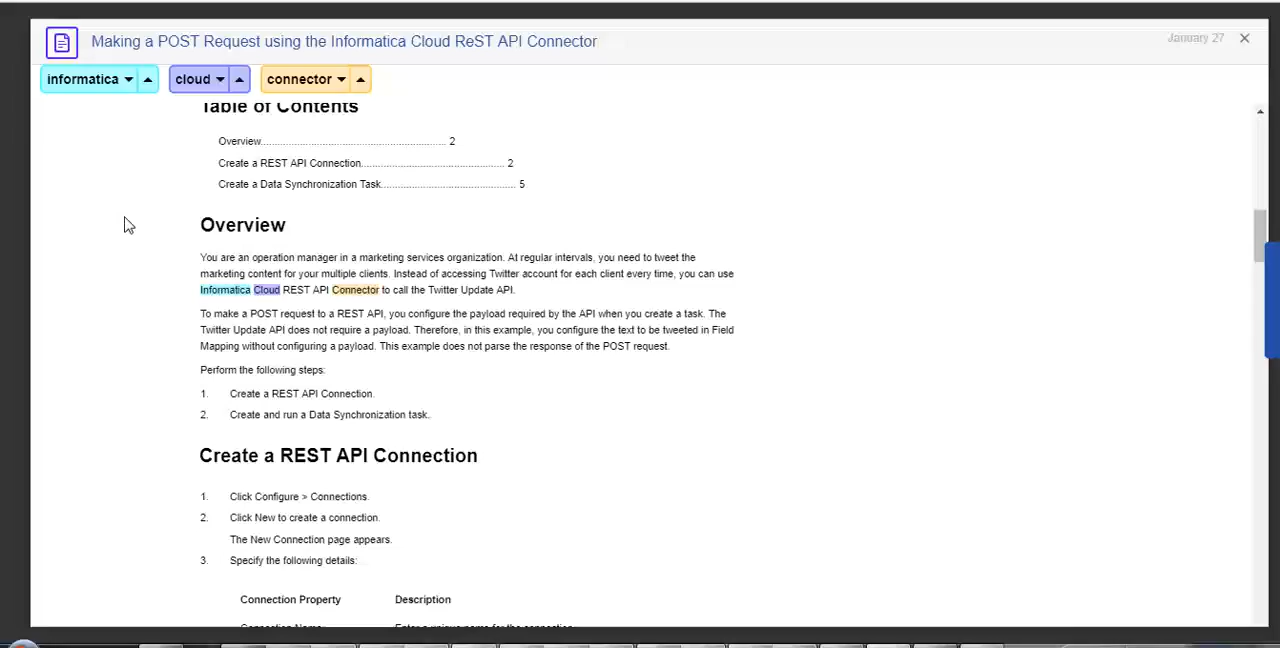 Making a POST Request using the Informatica Cloud ReST API Connector
January 27
informatica
cloud
connector
Table of Contents
Overview.......................................................... 2
Create a REST API Connection............................................. 2
Create a Data Synchronization Task.......................................... 5
Overview
You are an operation manager in a marketing services organization. At regular intervals, you need to tweet the
marketing content for your multiple clients. Instead of accessing Twitter account for each client every time, you can use
Informatica Cloud REST API Connector to call the Twitter Update API.
To make a POST request to a REST API, you configure the payload required by the API when you create a task. The
Twitter Update API does not require a payload. Therefore, in this example, you configure the text to be tweeted in Field
Mapping without configuring a payload. This example does not parse the response of the POST request.
Perform the following steps:
1. Create a REST API Connection.
2. Create and run a Data Synchronization task.
Create a REST API Connection
1. Click Configure > Connections.
2. Click New to create a connection.
The New Connection page appears.
3. Specify the following details:
Connection Property Description
Connection Name Enter a unique name for the connection